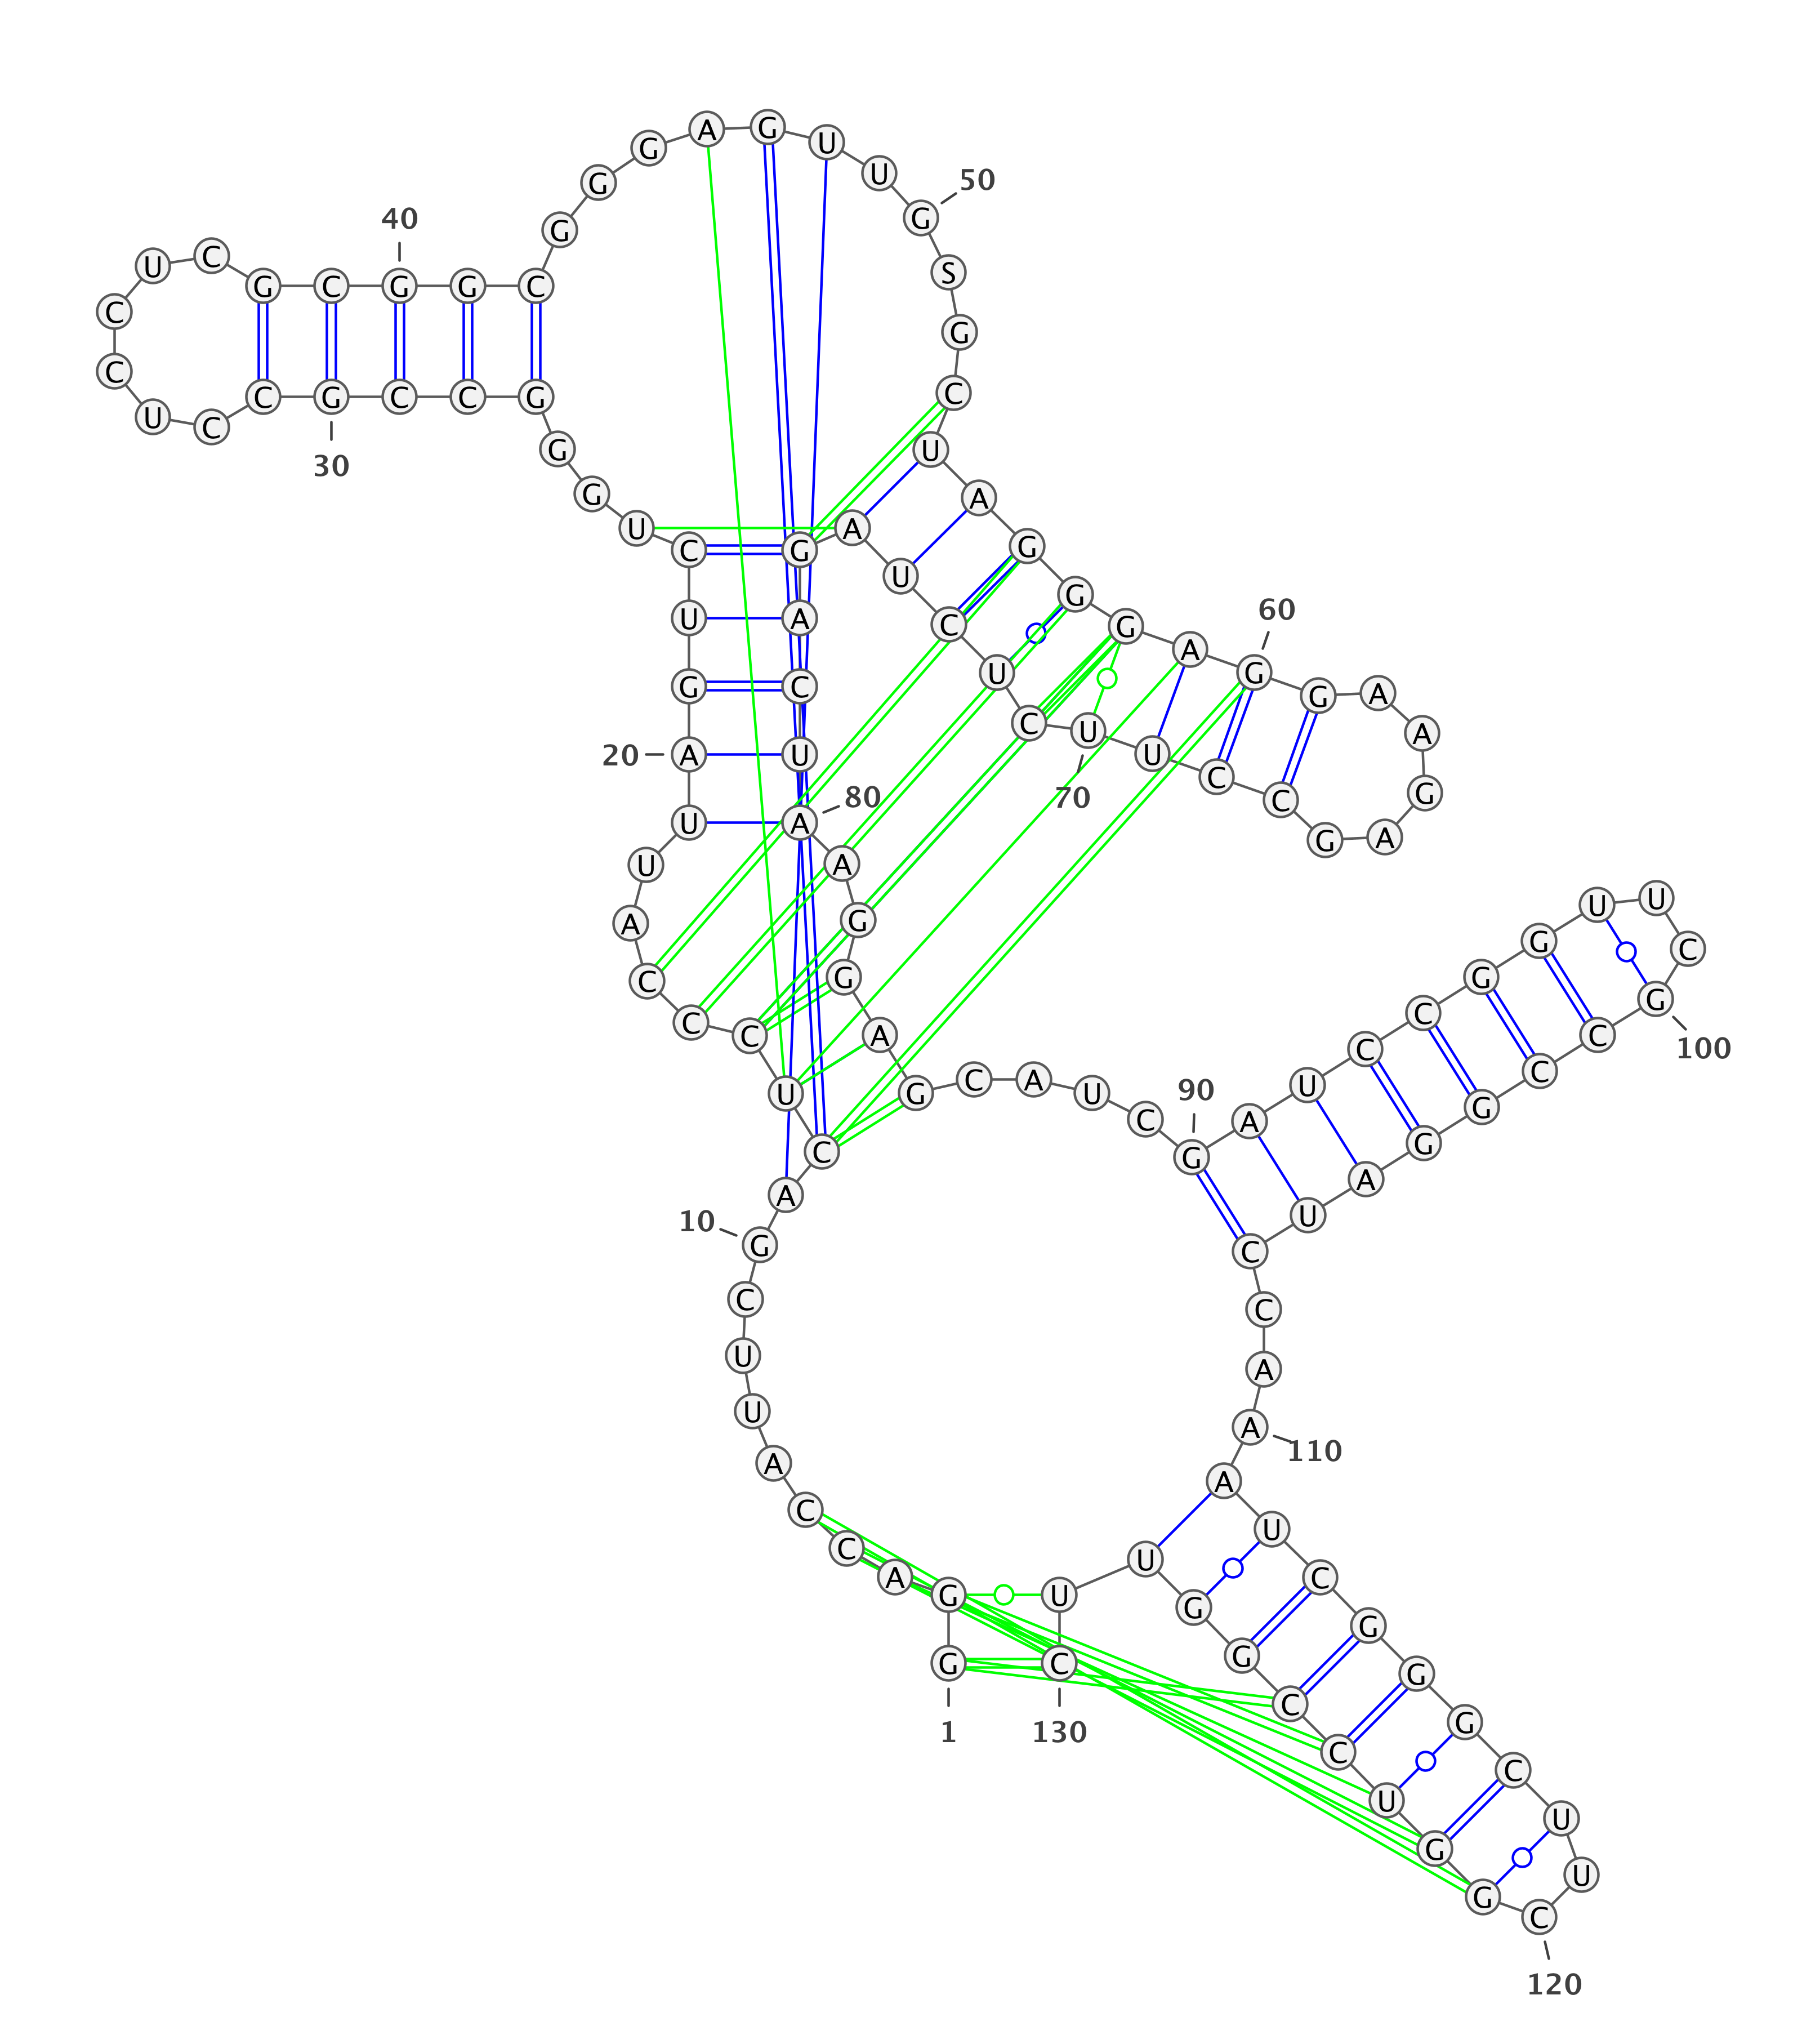 G A G U
G U 50
40 G G
U C S
G C G G C
C G
C
C G C C G C
U C
G U
30
G A
U A
C G G
U G
60
U A C G
A
G C U G G A
C U A
20 A U U
C G
70 C 80
U A C G A
U A
A G U U
G C
C G G
C C U G
A C
100
C A G C
U G U 90 C G
C A G
C G G
A A
10 U
G C
C C
U A
A 110
U
A A
C U
C U
A C
G U G
G
G C G
1 130 C G
C C
U U
G U
G C
120